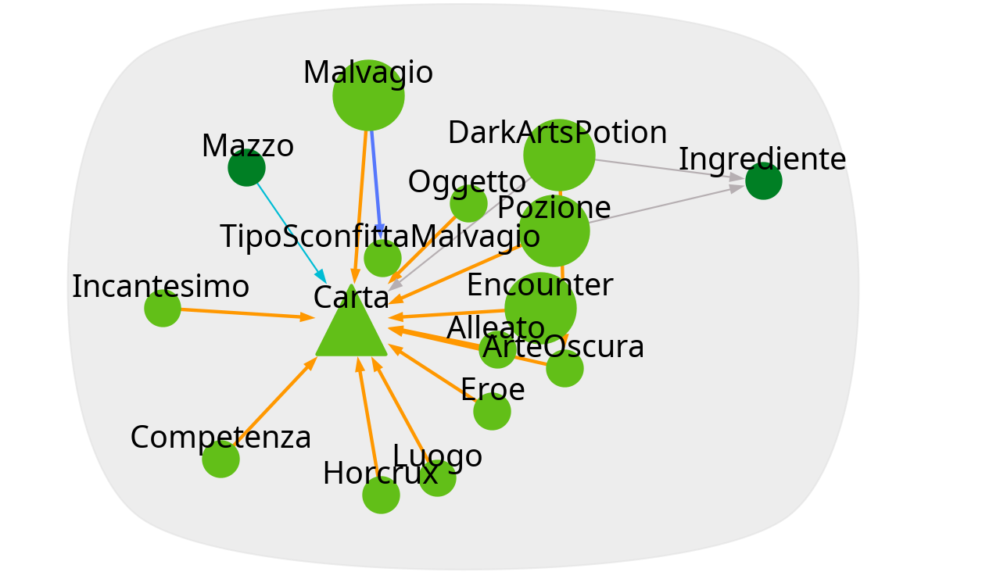 Malvagio
DarkArtsPotion
Mazzo
Ingrediente
Oggetto
Pozione
TipoSconfittaMalvagio
Incantesimo
Encounter
Carta
Alleato
ArteOscura
Eroe
Competenza
Luogo
Horcrux